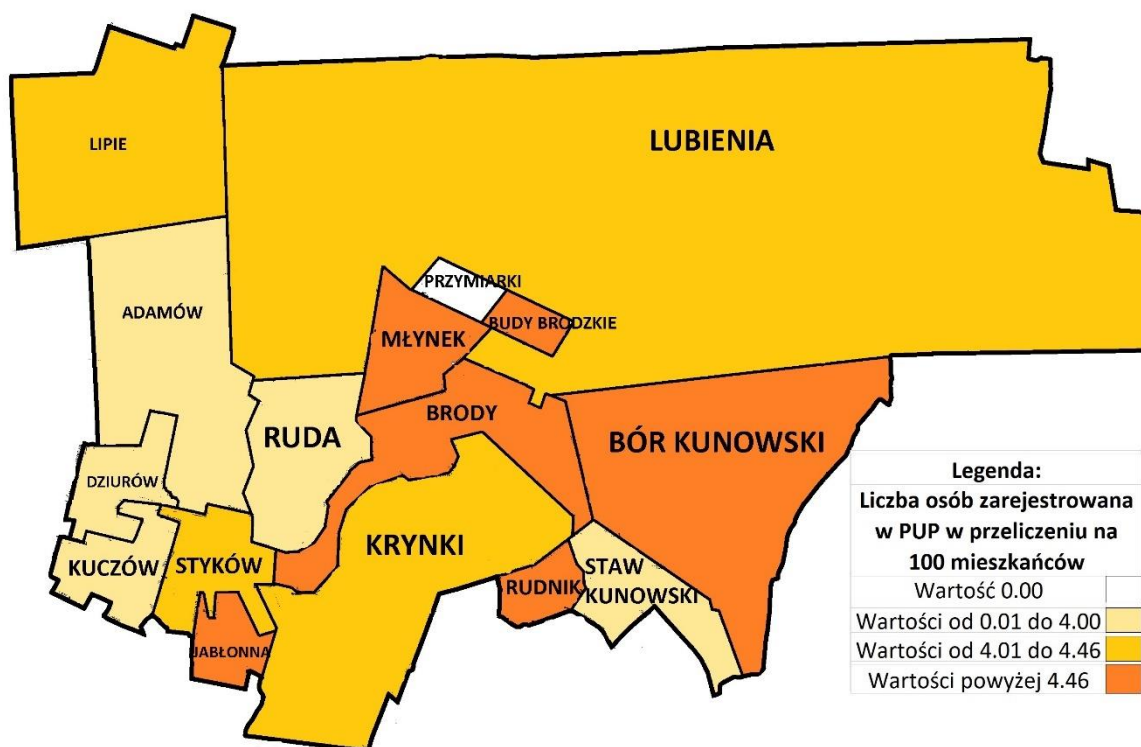 LIPIE
LUBIENIA
ADAMÓW
PRZYMIARKI
BUDY BRODZKIE
MŁYNEK
BRODY
RUDA
BÓR KUNOWSKI
DZIURÓW
KRYNKI
KUCZÓW
STYKÓW
RUDNIK
STAW
KUNOWSKI
JABŁONNA
Legenda:
Liczba osób zarejestrowana
w PUP w przeliczeniu na
100 mieszkańców
Wartość 0.00
Wartości od 0.01 do 4.00
Wartości od 4.01 do 4.46
Wartości powyżej 4.46